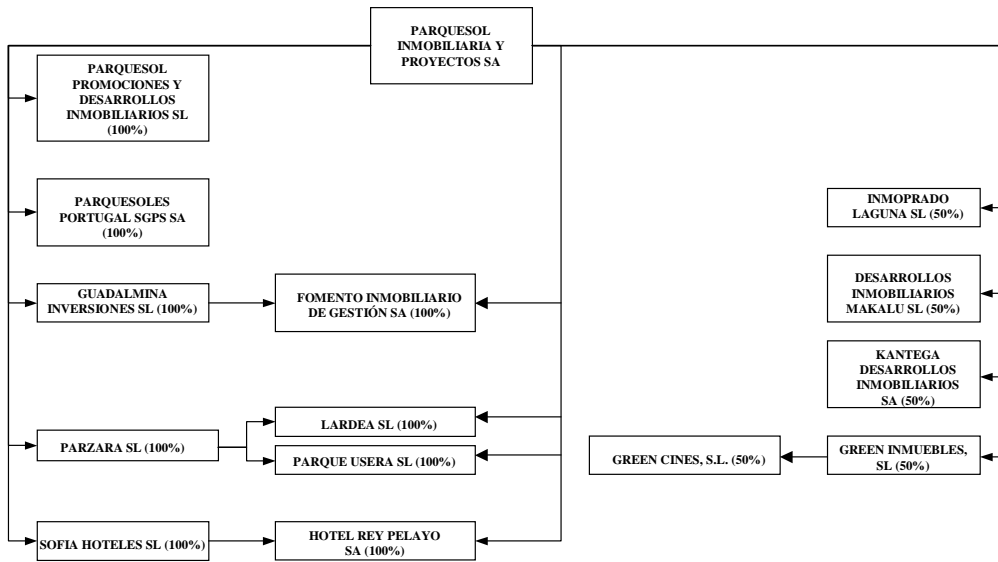 PARQUESOL
INMOBILIARIA Y
PROYECTOS SA
PARQUESOL
PROMOCIONES Y
DESARROLLOS
INMOBILIARIOS SL
(100%)
PARQUESOLES
PORTUGAL SGPS SA
(100%)
GUADALMINA
INVERSIONES SL (100%)
FOMENTO INMOBILIARIO
DE GESTIÓN SA (100%)
PARZARA SL (100%)
LARDEA SL (100%)
PARQUE USERA SL (100%)
SOFIA HOTELES SL (100%)
HOTEL REY PELAYO
SA (100%)
INMOPRADO
LAGUNA SL (50%)
DESARROLLOS
INMOBILIARIOS
MAKALU SL (50%)
KANTEGA
DESARROLLOS
INMOBILIARIOS
SA (50%)
GREEN CINES, S.L. (50%)
GREEN INMUEBLES,
SL (50%)